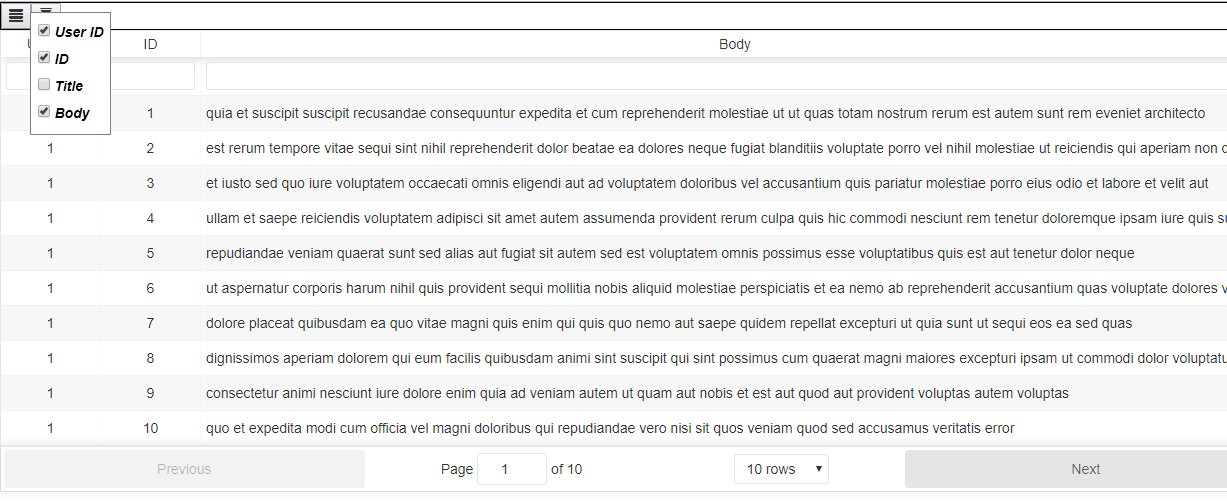 User ID
ID
Title
Body
ID Body
1 quia et suscipit suscipit recusandae consequuntur expedita et cum reprehenderit molestiae ut ut quas totam nostrum rerum est autem sunt rem eveniet architecto
1 2 est rerum tempore vitae sequi sint nihil reprehenderit dolor beatae ea dolores neque fugiat blanditiis voluptate porro vel nihil molestiae ut reiciendis qui aperiam non
1 3 et iusto sed quo iure voluptatem occaecati omnis eligendi aut ad voluptatem doloribus vel accusantium quis pariatur molestiae porro eius odio et labore et velit aut
1 4 ullam et saepe reiciendis voluptatem adipisci sit amet autem assumenda provident rerum culpa quis hic commodi nesciunt rem tenetur doloremque ipsam iure quis
1 5 repudiandae veniam quaerat sunt sed alias aut fugiat sit autem sed est voluptatem omnis possimus esse voluptatibus quis est aut tenetur dolor neque
1 6 ut aspernatur corporis harum nihil quis provident sequi mollitia nobis aliquid molestiae perspiciatis et ea nemo ab reprehenderit accusantium quas voluptate dolores
1 7 dolore placeat quibusdam ea quo vitae magni quis enim qui quis quo nemo aut saepe quidem repellat excepturi ut quia sunt ut sequi eos ea sed quas
1 8 dignissimos aperiam dolorem qui eum facilis quibusdam animi sint suscipit qui sint possimus cum quaerat magni maiores excepturi ipsam ut commodi dolor voluptatu
1 9 consectetur animi nesciunt iure dolore enim quia ad veniam autem ut quam aut nobis et est aut quod aut provident voluptas autem voluptas
1 10 quo et expedita modi cum officia vel magni doloribus qui repudiandae vero nisi sit quos veniam quod sed accusamus veritatis error
Previous Page 1 of 10 10 rows Next